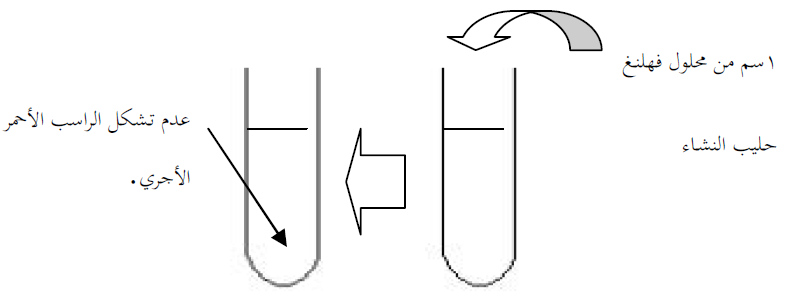 ١سم من محلول فهلنغ
حليب النشاء
عدم تشكل الراسب الأحمر
الأجري.